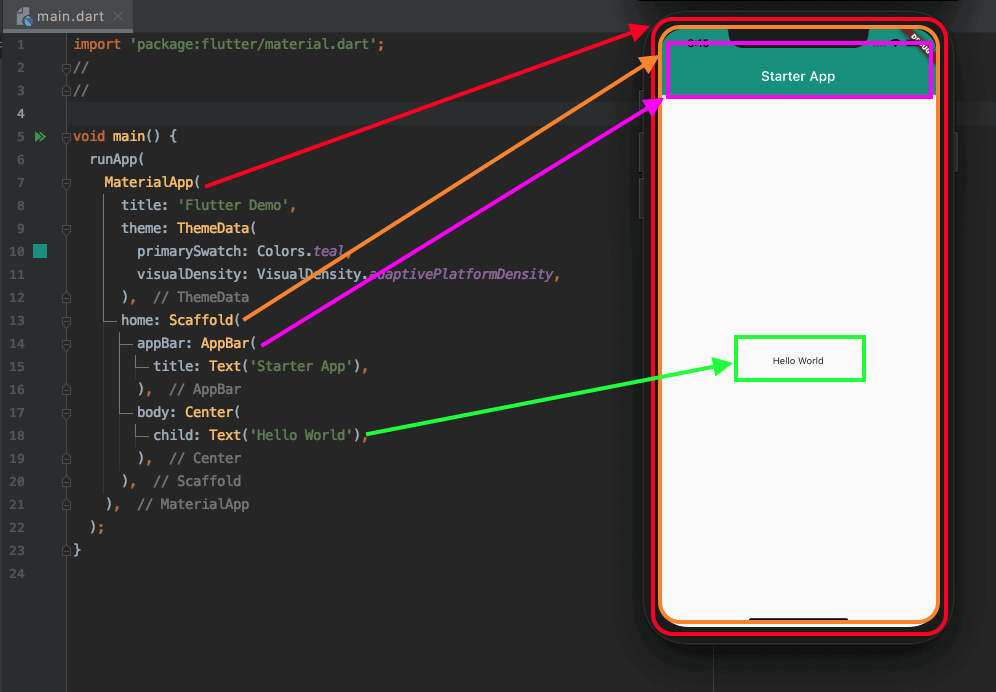 main.dart
1 import 'package:flutter/material.dart';
2 //
3 //
4
5 void main() {
6 runApp(
7 MaterialApp(
8 title: 'Flutter Demo',
9 theme: ThemeData(
10 primarySwatch: Colors.teal,
11 visualDensity: VisualDensity.adaptivePlatformDensity,
12 ), // ThemeData
13 home: Scaffold(
14 appBar: AppBar(
15 title: Text('Starter App'),
16 ), // AppBar
17 body: Center(
18 child: Text('Hello World'),
19 ), // Center
20 ), // Scaffold
21 ), // MaterialApp
22 );
23 }
24
DEBUG
Starter App
Hello World